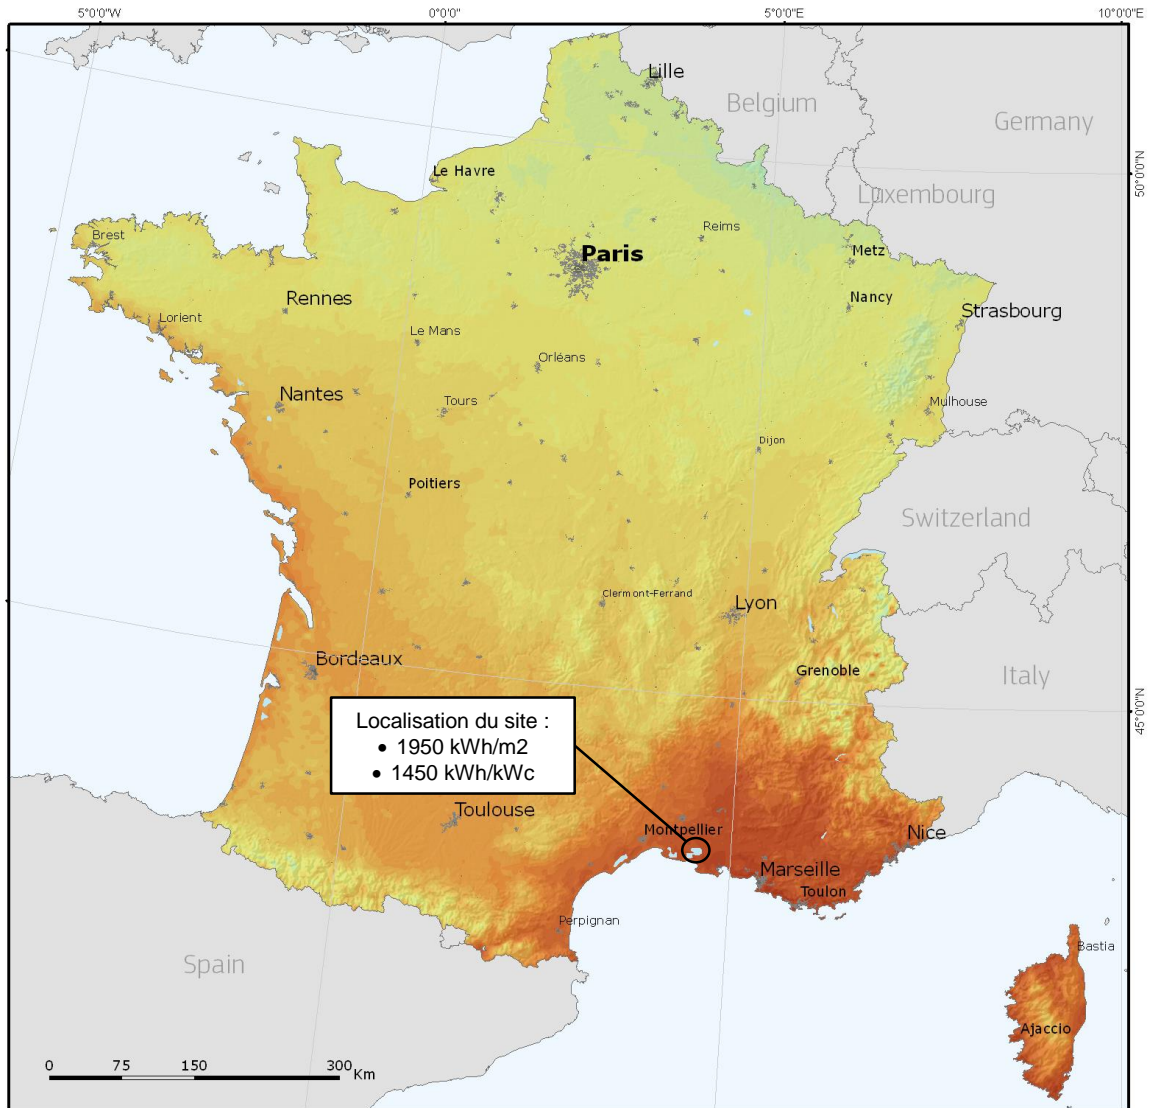 5°0'0"W
0°0'0"
5°0'0"E
10°0'0"E
Lille
Belgium
Germany
50°0'0"N
Le Havre
Luxembourg
Brest
Reims
Paris
Metz
Rennes
Nancy
Strasbourg
Lorient
Le Mans
Orléans
Nantes
Tours
Mulhouse
Dijon
Poitiers
Switzerland
Clermont-Ferrand
Lyon
Bordeaux
Grenoble
Italy
45°0'0"N
Localisation du site :
• 1950 kWh/m2
• 1450 kWh/kWc
Toulouse
Montpellier
Nice
Marseille
Toulon
Perpignan
Bastia
Spain
Ajaccio
0 75 150 300 Km